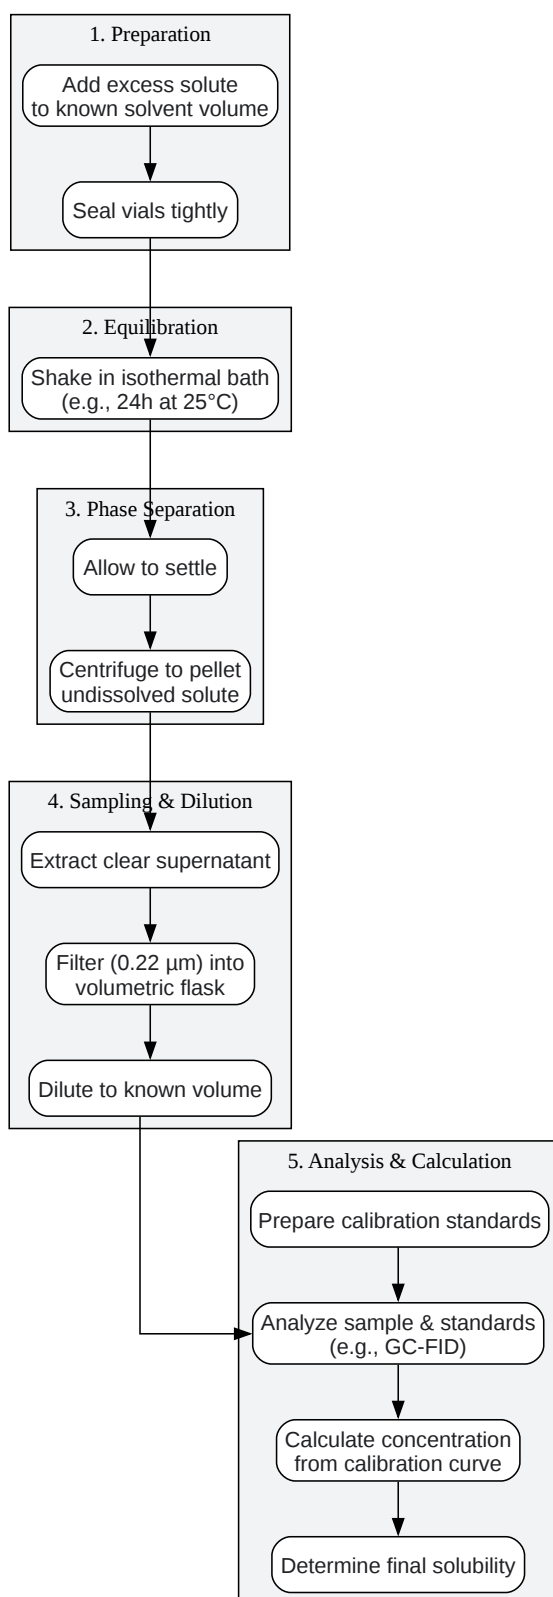 1. Preparation
Add excess solute
to known solvent volume
Seal vials tightly
2. Equilibration
Shake in isothermal bath
(e.g., 24h at 25°C)
3. Phase Separation
Allow to settle
Centrifuge to pellet
undissolved solute
4. Sampling & Dilution
Extract clear supernatant
Filter (0.22 µm) into
volumetric flask
Dilute to known volume
5. Analysis & Calculation
Prepare calibration standards
Analyze sample & standards
(e.g., GC-FID)
Calculate concentration
from calibration curve
Determine final solubility